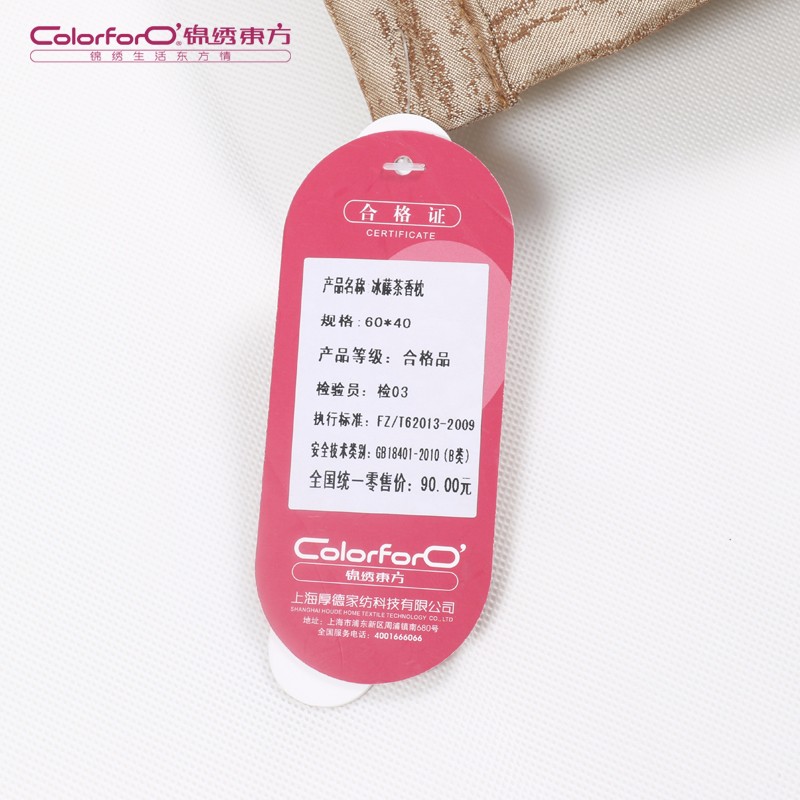 ColorforO'® 锦绣東方
锦绣生活东方情
合格证
CERTIFICATE
产品名称 冰藤茶香枕
规格:60*40
产品等级：合格品
检验员：检03
执行标准：FZ/T62013-2009
安全技术类别：GB18401-2010(B类)
全国统一零售价：90.00元
ColorforO'
锦绣東方
上海厚德家纺科技有限公司
SHANGHAI HOUDE HOME TEXTILE TECHNOLOGY CO., LTD
地址：上海市浦东新区周浦镇南680号
全国服务电话：4001666066